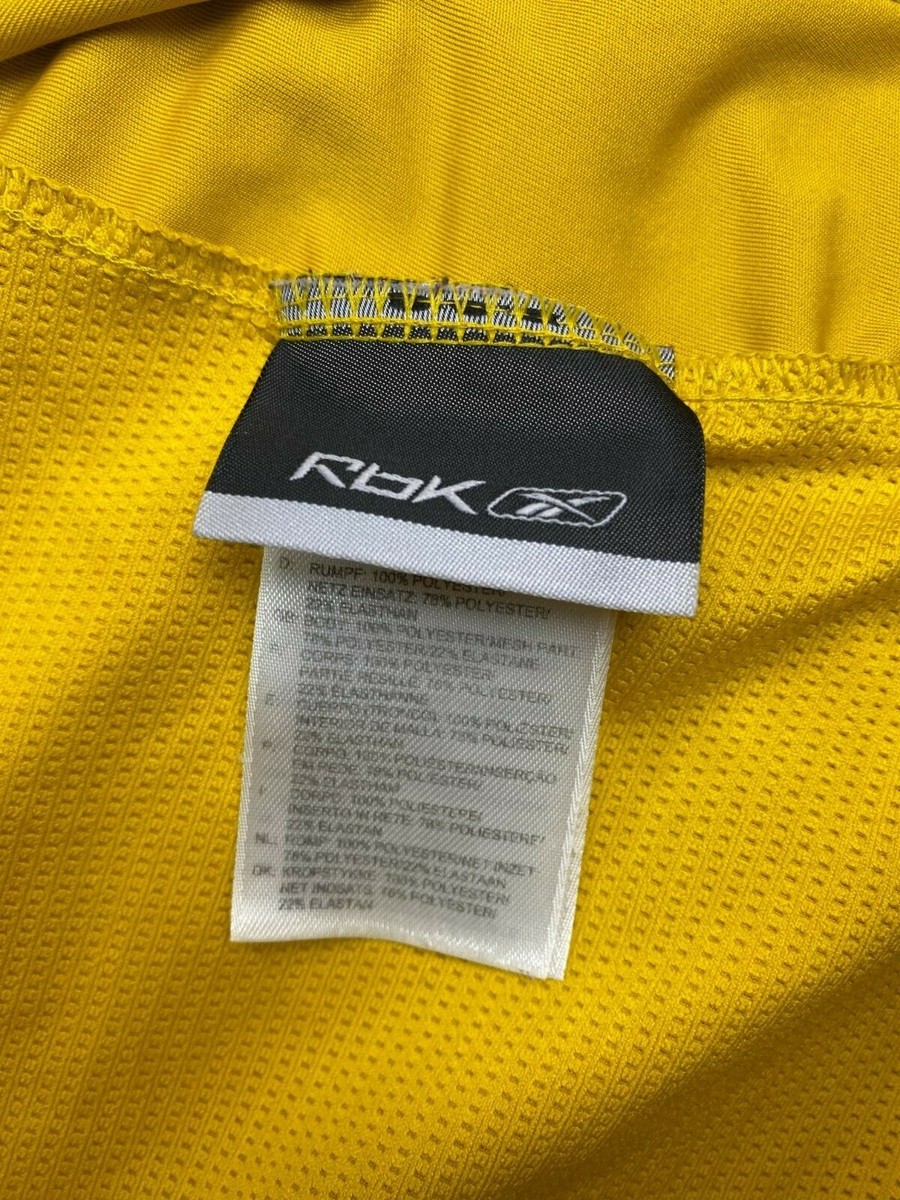 Rbk
D: RUMPF: 100% POLYESTER/
NETZ EINSATZ: 78% POLYESTER/
22% ELASTHAN
GB: BODY: 100% POLYESTER/MESH PART:
78% POLYESTER/22% ELASTANE
F: CORPS: 100% POLYESTER/
PARTIE RESILLE: 78% POLYESTER/
22% ELASTHANNE
E: CUERPO (TRONCO): 100% POLIESTER/
INTERIOR DE MALLA: 78% POLIESTER/
22% ELASTHAN
P: CORPO: 100% POLIESTER/INSERÇÃO
EM REDE: 78% POLIESTER/
22% ELASTHAM
I: CORPI: 100% POLIESTERE/
INSERTO IN RETE: 78% POLIESTERE/
22% ELASTAN
NL: ROMP: 100% POLYESTER/NET INZET:
78% POLYESTER/22% ELASTAAN
DK: KROPSTYKKE: 100% POLYESTER/
NET INDSATS: 78% POLYESTER/
22% ELASTAN